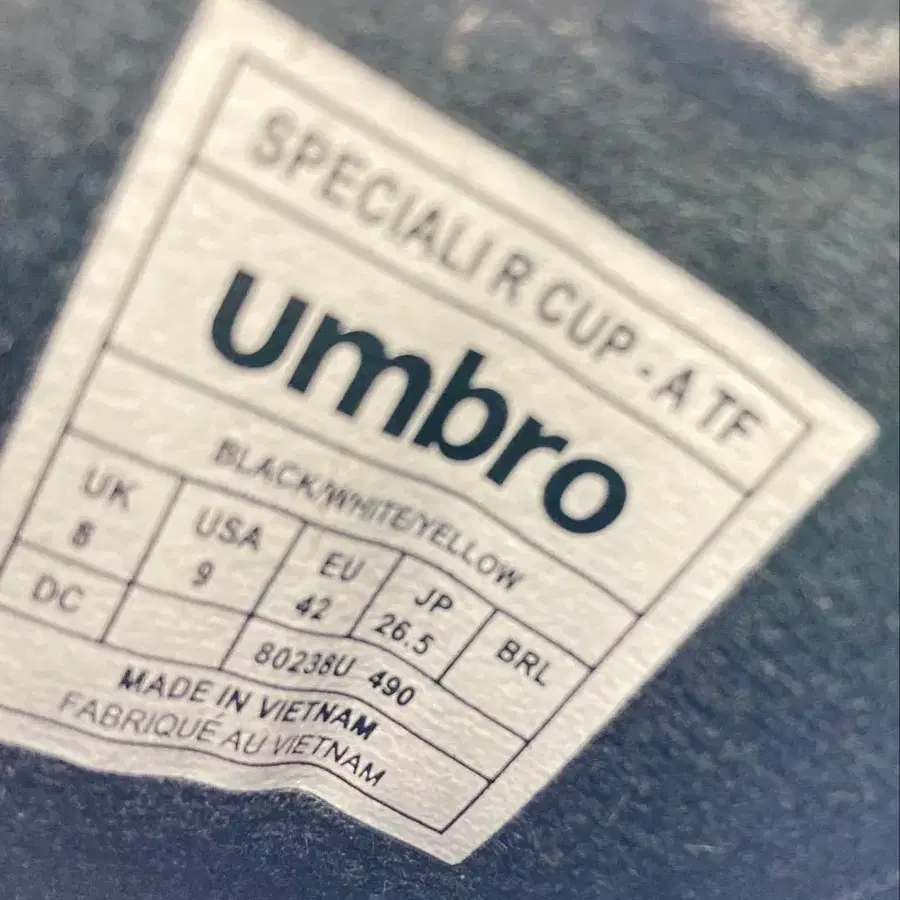 SPECIALI R CUP - A TF
umbro
BLACK/WHITE/YELLOW
UK USA EU JP BRL
8 9 42 26.5
DC 80238U 490
MADE IN VIETNAM
FABRIQUÉ AU VIETNAM